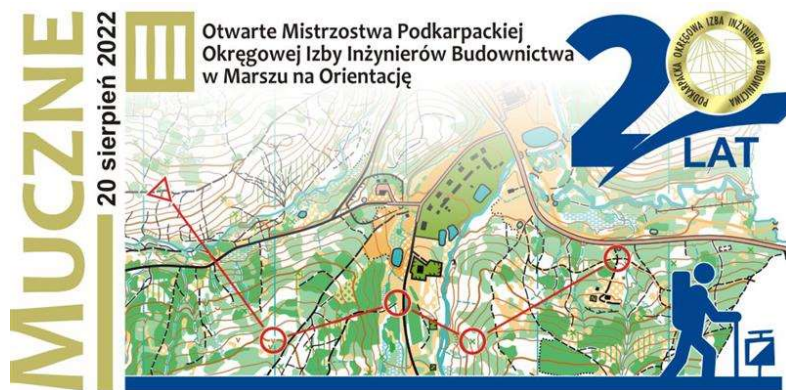 MUCZNE
20 sierpień 2022
III Otwarte Mistrzostwa Podkarpackiej
Okręgowej Izby Inżynierów Budownictwa
w Marszu na Orientację
20
LAT
PODKARPACKA OKRĘGOWA IZBA INŻYNIERÓW BUDOWNICTWA